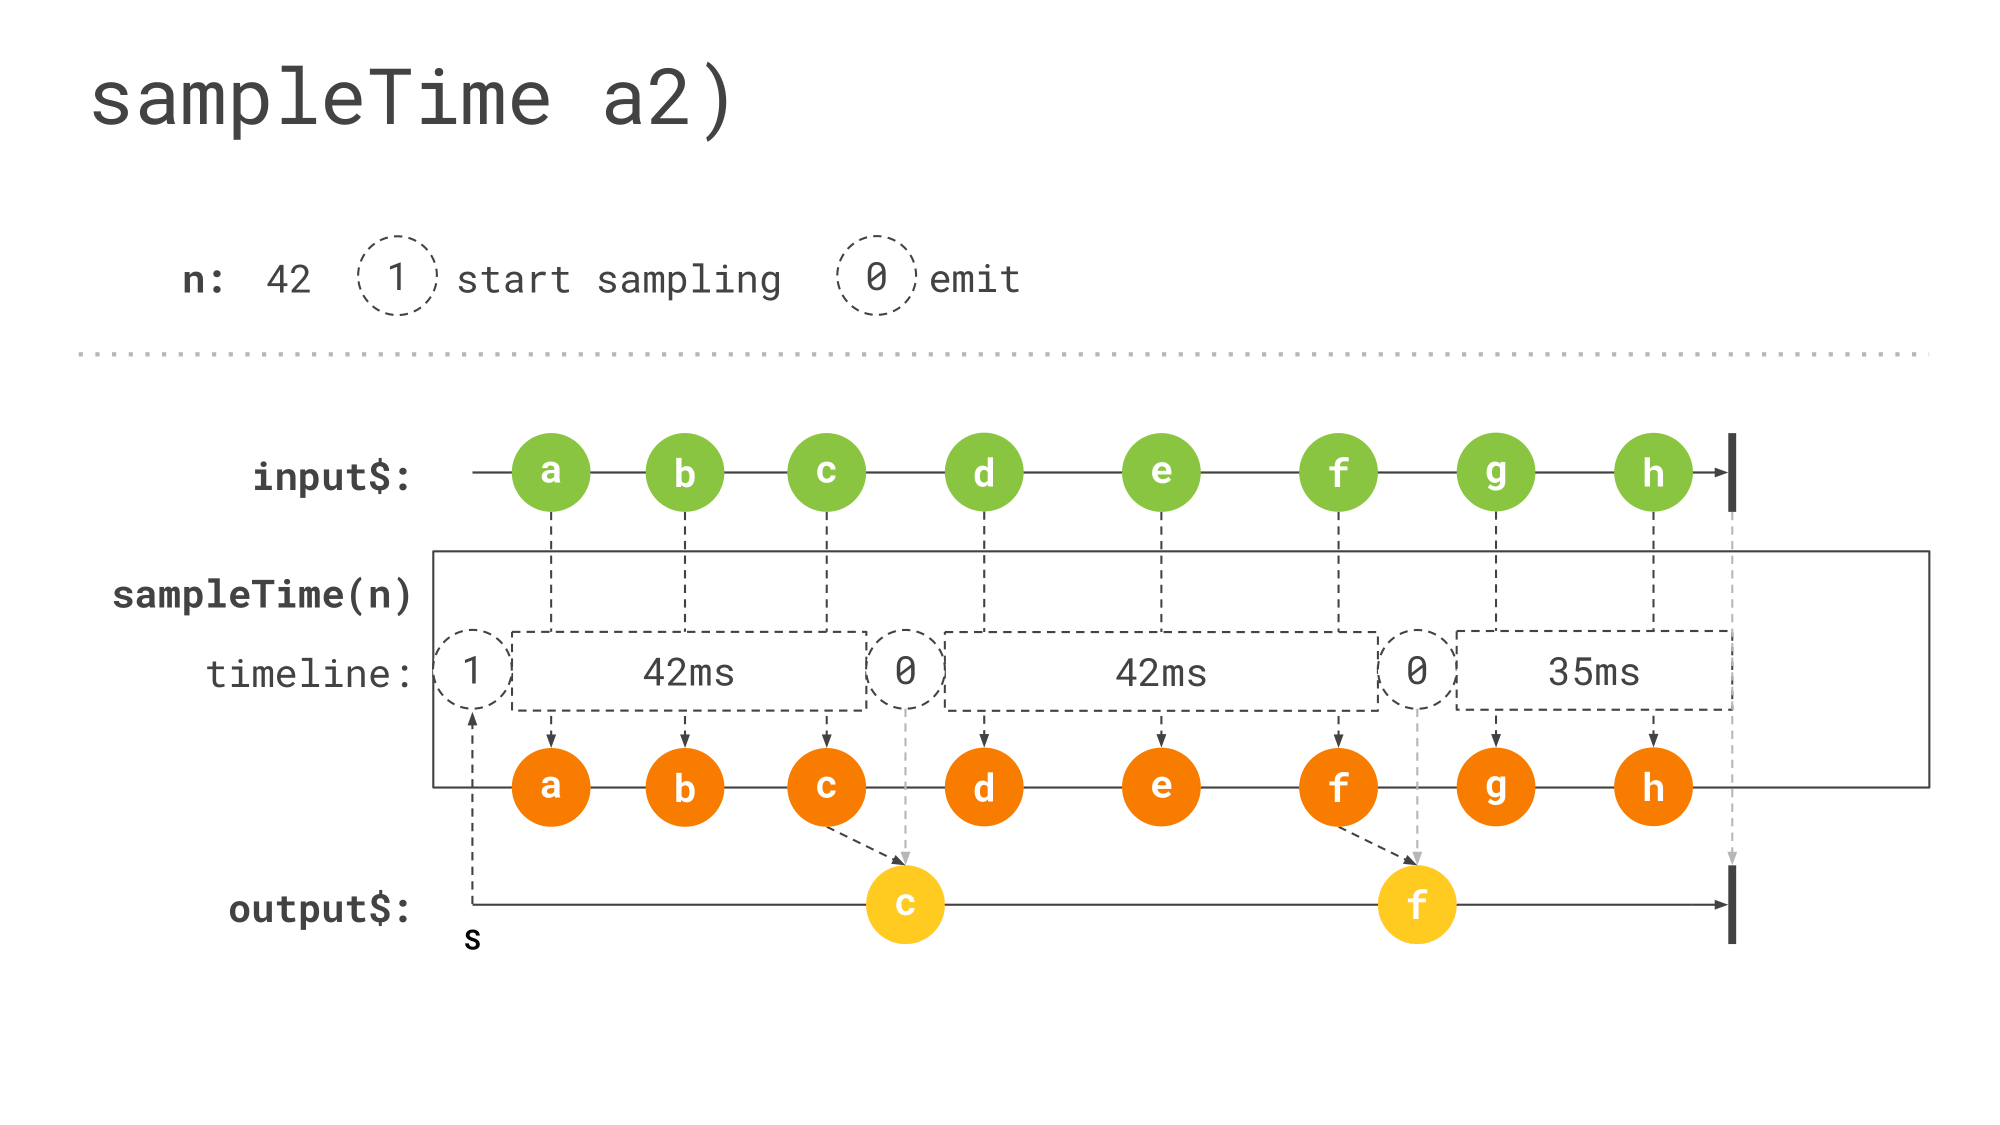 sampleTime a2)
n: 42 1 start sampling 0 emit
input$: a b c d e f g h
sampleTime(n)
timeline: 1 42ms 0 42ms 0 35ms
a b c d e f g h
output$: c f
s